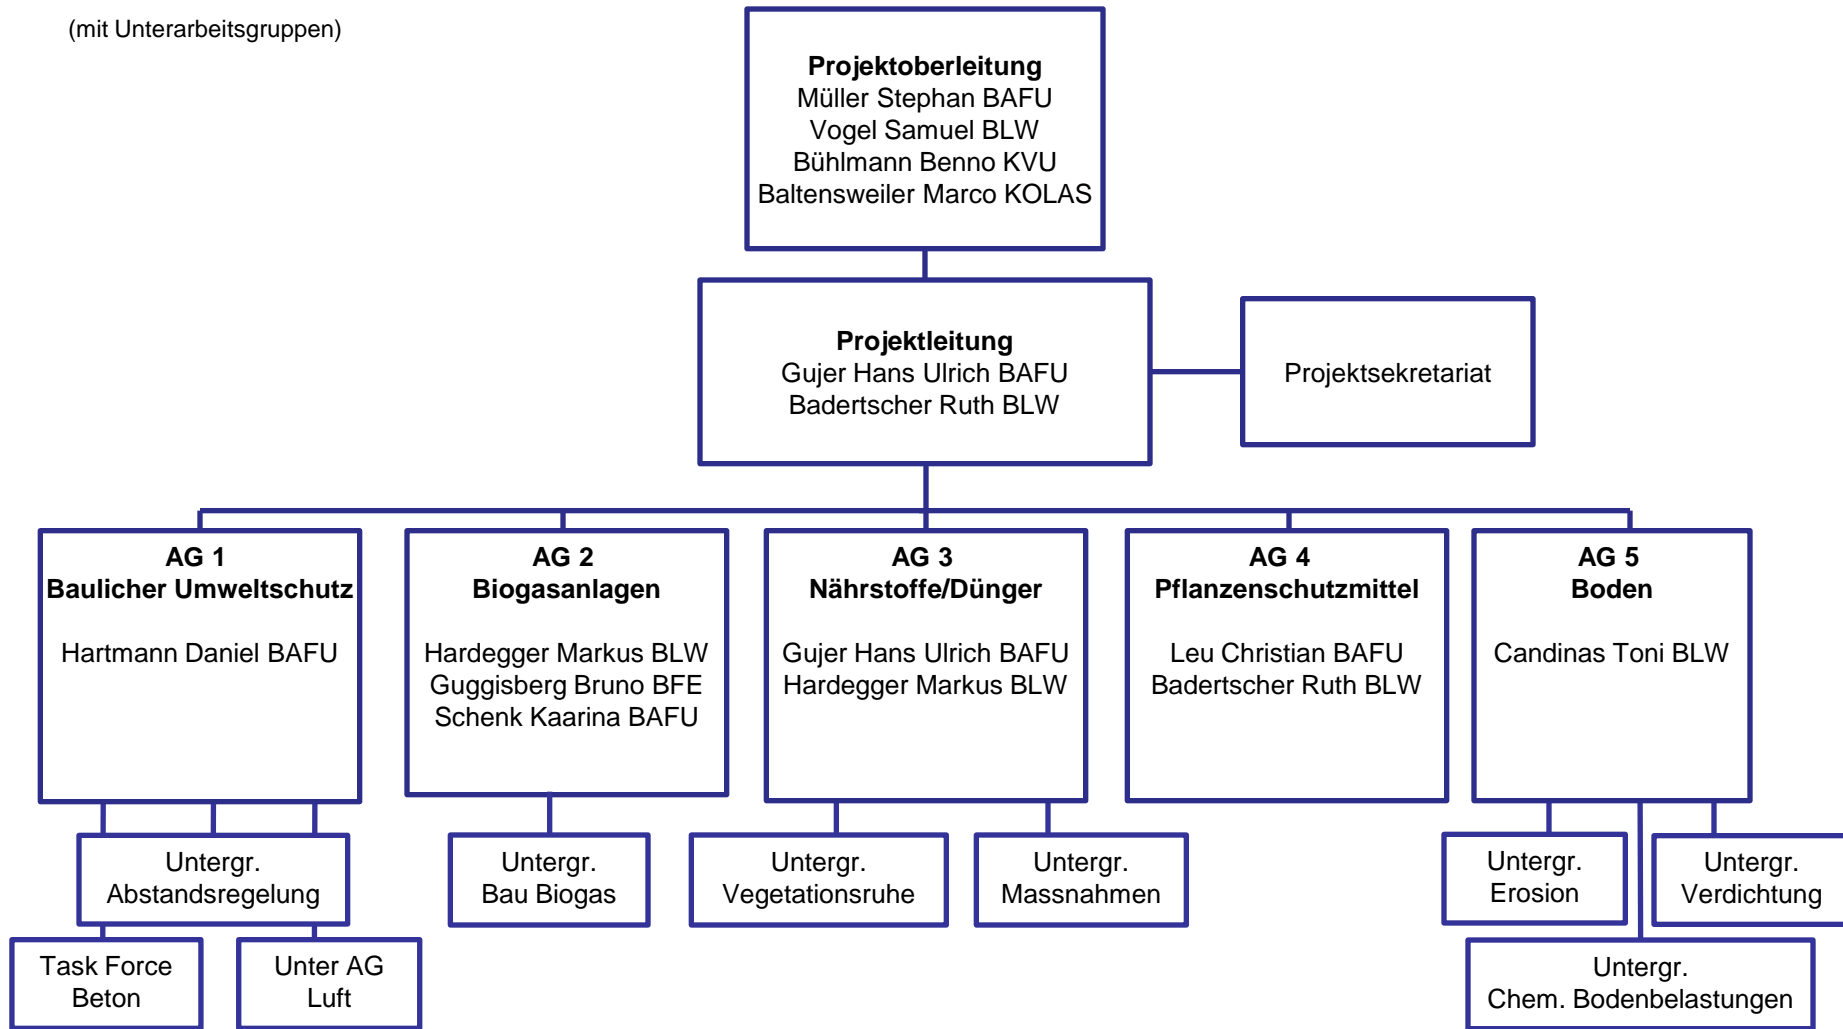 (mit Unterarbeitsgruppen)
Projektoberleitung
Müller Stephan BAFU
Vogel Samuel BLW
Bühlmann Benno KVU
Baltensweiler Marco KOLAS
Projektleitung
Gujer Hans Ulrich BAFU
Badertscher Ruth BLW
Projektsekretariat
AG 1
Baulicher Umweltschutz
Hartmann Daniel BAFU
AG 2
Biogasanlagen
Hardegger Markus BLW
Guggisberg Bruno BFE
Schenk Kaarina BAFU
AG 3
Nährstoffe/Dünger
Gujer Hans Ulrich BAFU
Hardegger Markus BLW
AG 4
Pflanzenschutzmittel
Leu Christian BAFU
Badertscher Ruth BLW
AG 5
Boden
Candinas Toni BLW
Untergr.
Abstandsregelung
Untergr.
Bau Biogas
Untergr.
Vegetationsruhe
Untergr.
Massnahmen
Untergr.
Erosion
Untergr.
Verdichtung
Task Force
Beton
Unter AG
Luft
Untergr.
Chem. Bodenbelastungen